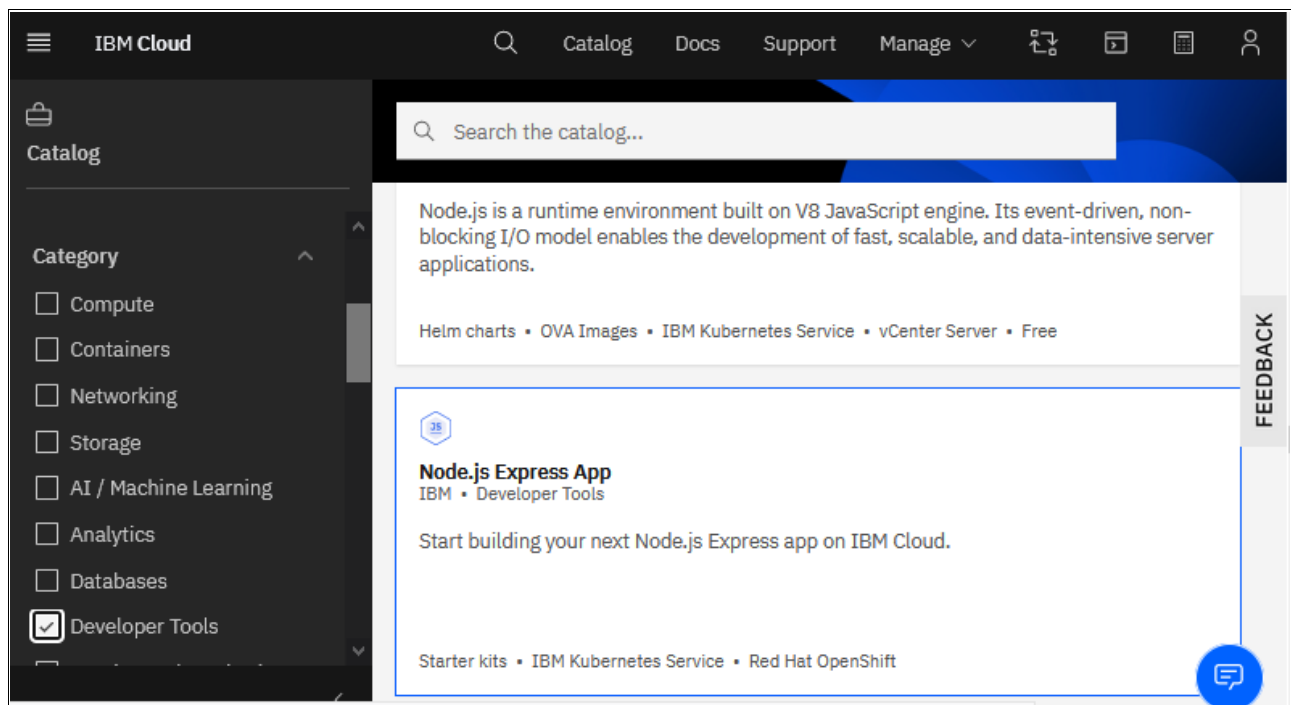 IBM Cloud
Catalog
Docs
Support
Manage
Catalog
Search the catalog...
Category
Compute
Containers
Networking
Storage
AI / Machine Learning
Analytics
Databases
Developer Tools
Node.js is a runtime environment built on V8 JavaScript engine. Its event-driven, non-
blocking I/O model enables the development of fast, scalable, and data-intensive server
applications.
Helm charts • OVA Images • IBM Kubernetes Service • vCenter Server • Free
JS
Node.js Express App
IBM • Developer Tools
Start building your next Node.js Express app on IBM Cloud.
Starter kits • IBM Kubernetes Service • Red Hat OpenShift
FEEDBACK